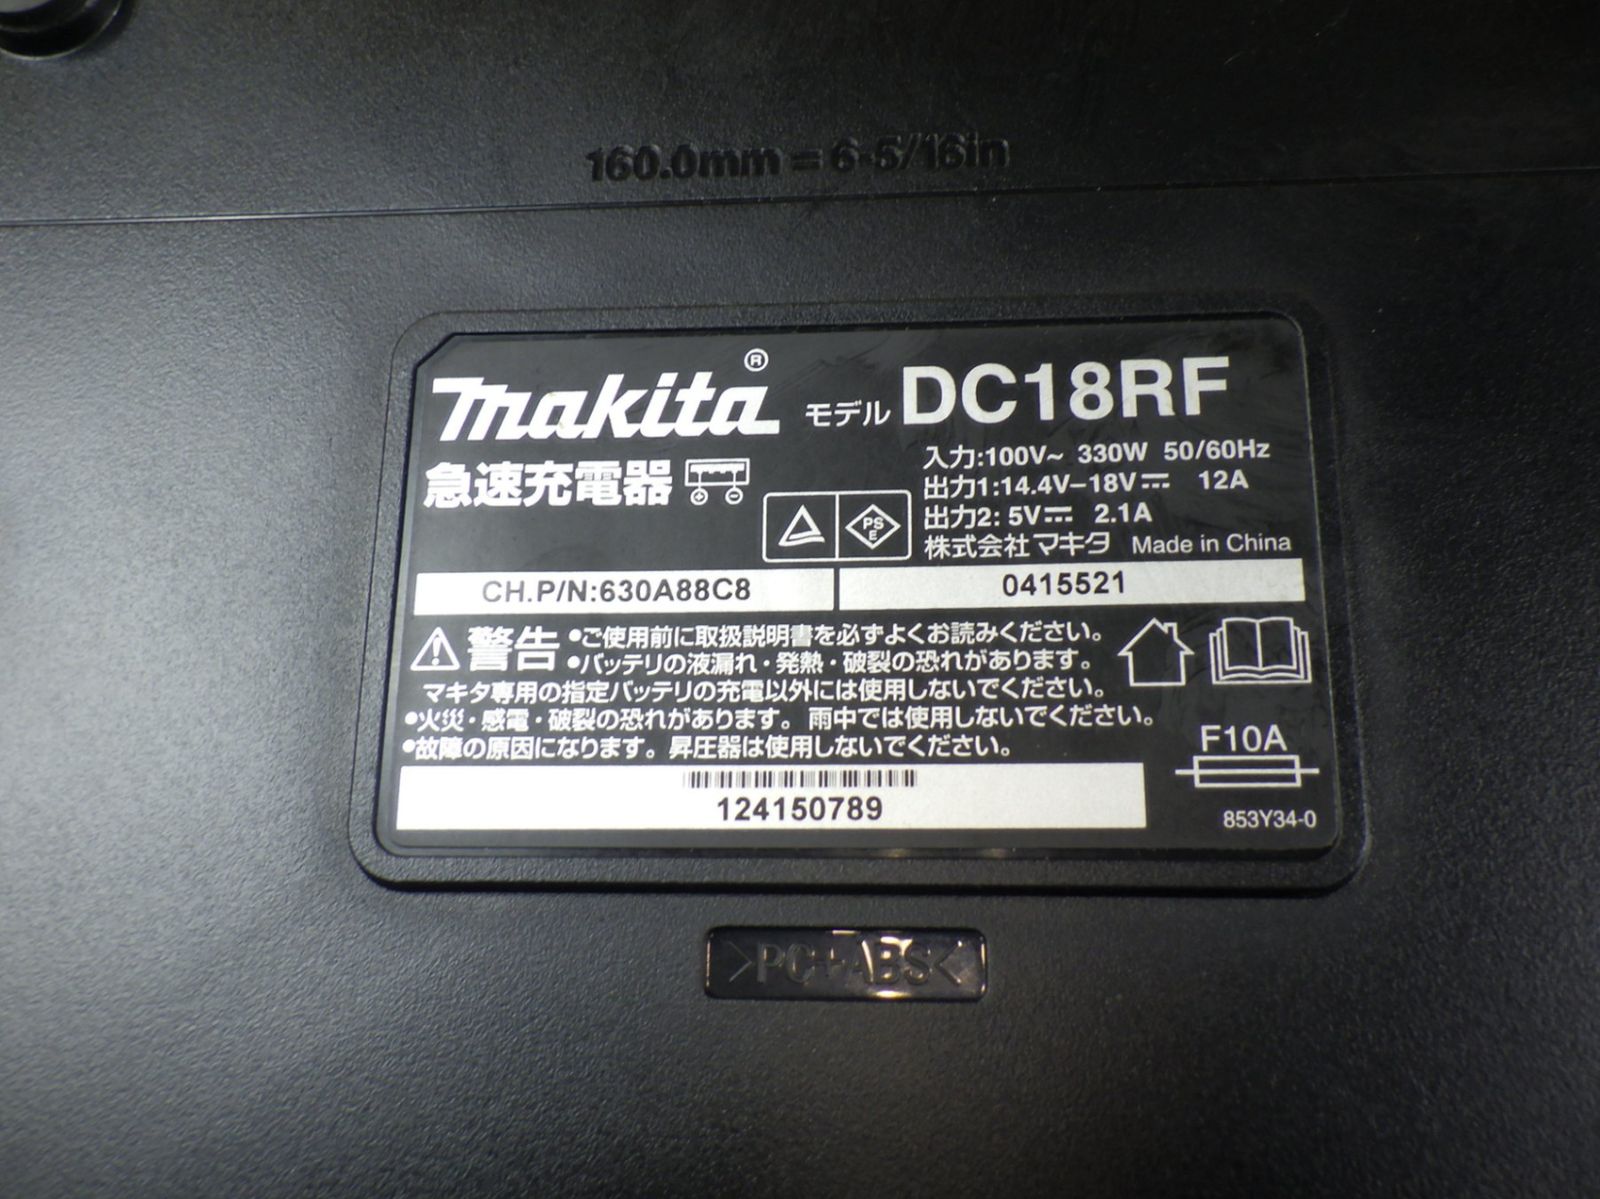 160.0mm = 6-5/16in
makita® モデル DC18RF
急速充電器
入力:100V~ 330W 50/60Hz
出力1:14.4V-18V⎓ 12A
出力2: 5V⎓ 2.1A
PS
E
株式会社マキタ Made in China
CH.P/N:630A88C8
0415521
警告 •ご使用前に取扱説明書を必ずよくお読みください。
•バッテリの液漏れ・発熱・破裂の恐れがあります。
マキタ専用の指定バッテリの充電以外には使用しないでください。
•火災・感電・破裂の恐れがあります。雨中では使用しないでください。
•故障の原因になります。昇圧器は使用しないでください。
F10A
124150789
853Y34-0
>PC+ABS<